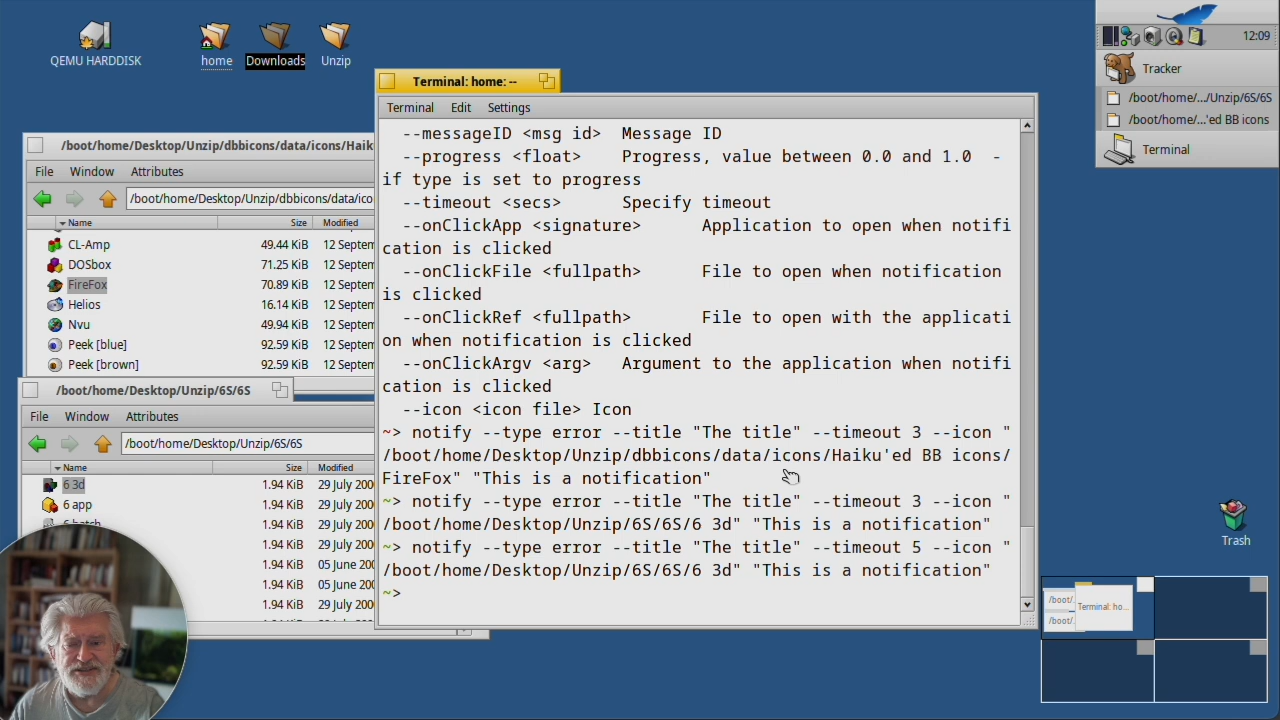 QEMU HARDDISK
home
Downloads
Unzip
12:09
Tracker
/boot/home/.../Unzip/6S/6S
/boot/home/...'ed BB icons
Terminal
Terminal: home: --
Terminal Edit Settings
--messageID <msg id> Message ID
--progress <float> Progress, value between 0.0 and 1.0 -
if type is set to progress
--timeout <secs> Specify timeout
--onClickApp <signature> Application to open when notifi
cation is clicked
--onClickFile <fullpath> File to open when notification
is clicked
--onClickRef <fullpath> File to open with the applicati
on when notification is clicked
--onClickArgv <arg> Argument to the application when notifi
cation is clicked
--icon <icon file> Icon
~> notify --type error --title "The title" --timeout 3 --icon "
/boot/home/Desktop/Unzip/dbbicons/data/icons/Haiku'ed BB icons/
FireFox" "This is a notification"
~> notify --type error --title "The title" --timeout 3 --icon "
/boot/home/Desktop/Unzip/6S/6S/6 3d" "This is a notification"
~> notify --type error --title "The title" --timeout 5 --icon "
/boot/home/Desktop/Unzip/6S/6S/6 3d" "This is a notification"
~>
/boot/home/Desktop/Unzip/dbbicons/data/icons/Haik
File Window Attributes
/boot/home/Desktop/Unzip/dbbicons/data/ico
Name Size Modified
CL-Amp 49.44 KiB 12 Septem
DOSbox 71.25 KiB 12 Septem
FireFox 70.89 KiB 12 Septem
Helios 16.14 KiB 12 Septem
Nvu 49.94 KiB 12 Septem
Peek [blue] 92.59 KiB 12 Septem
Peek [brown] 92.59 KiB 12 Septem
/boot/home/Desktop/Unzip/6S/6S
File Window Attributes
/boot/home/Desktop/Unzip/6S/6S
Name Size Modified
6 3d 1.94 KiB 29 July 200
6 app 1.94 KiB 29 July 200
6 batch 1.94 KiB 29 July 200
1.94 KiB 05 June 200
1.94 KiB 05 June 200
1.94 KiB 29 July 200
Trash
/boot/.
Terminal: ho...
/boot/.